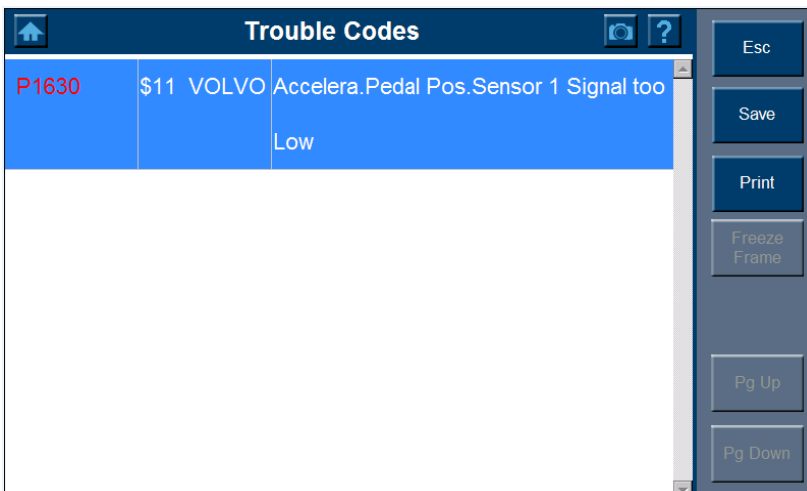 Trouble Codes
?
Esc
P1630 $11 VOLVO Accelera.Pedal Pos.Sensor 1 Signal too
Low
Save
Print
Freeze
Frame
Pg Up
Pg Down